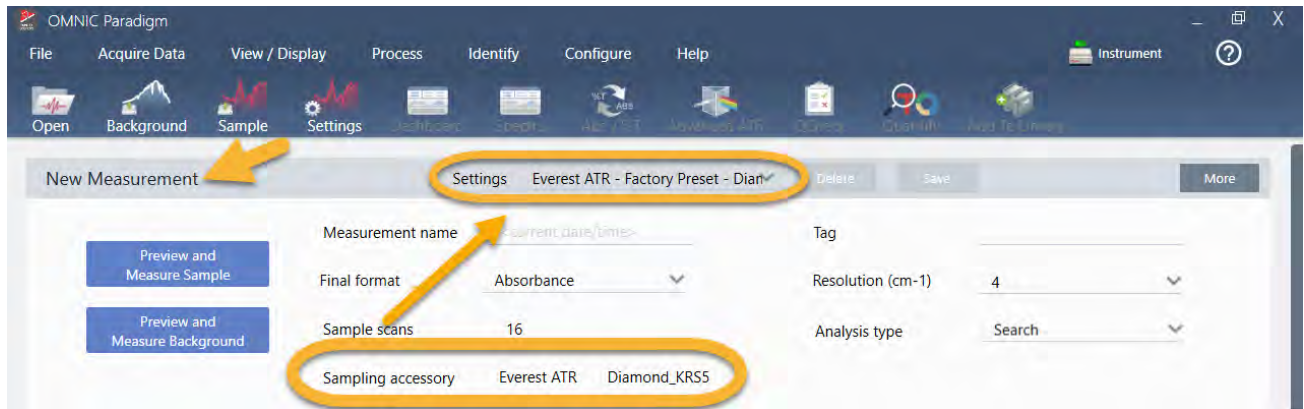 OMNIC Paradigm
File Acquire Data View / Display Process Identify Configure Help Instrument
Open Background Sample Settings
New Measurement Settings Everest ATR - Factory Preset - Diam Delete Save More
Measurement name <current date/time> Tag
Preview and
Measure Sample
Final format Absorbance Resolution (cm-1) 4
Preview and
Measure Background
Sample scans 16 Analysis type Search
Sampling accessory Everest ATR Diamond_KRS5